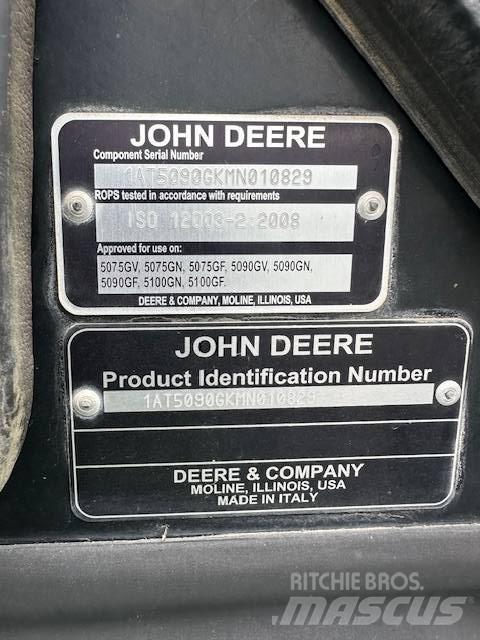 JOHN DEERE
Component Serial Number
1AT5090GKMN010829
ROPS tested in accordance with requirements
ISO 12003-2:2008
Approved for use on:
5075GV, 5075GN, 5075GF, 5090GV, 5090GN,
5090GF, 5100GN, 5100GF.
DEERE & COMPANY, MOLINE, ILLINOIS, USA
JOHN DEERE
Product Identification Number
1AT5090GKMN010829
DEERE & COMPANY
MOLINE, ILLINOIS, USA
MADE IN ITALY
RITCHIE BROS.
MASCUS